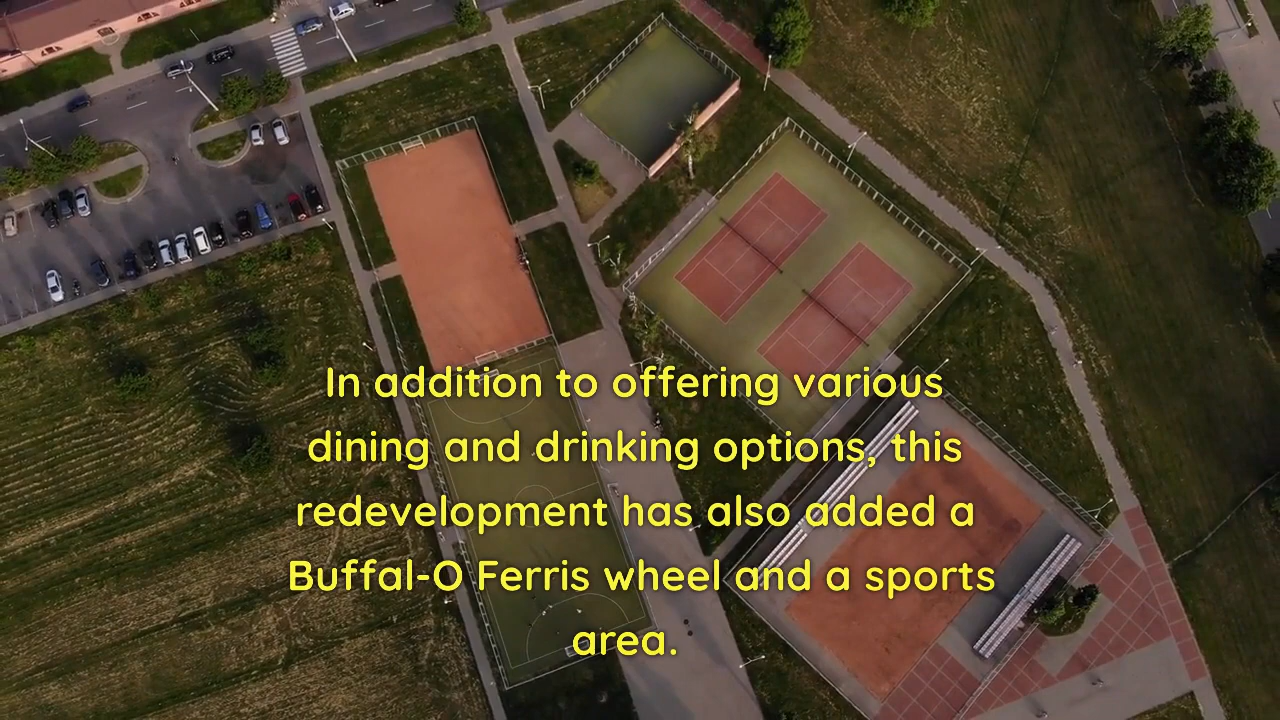 In addition to offering various
dining and drinking options, this
redevelopment has also added a
Buffal-O Ferris wheel and a sports
area.